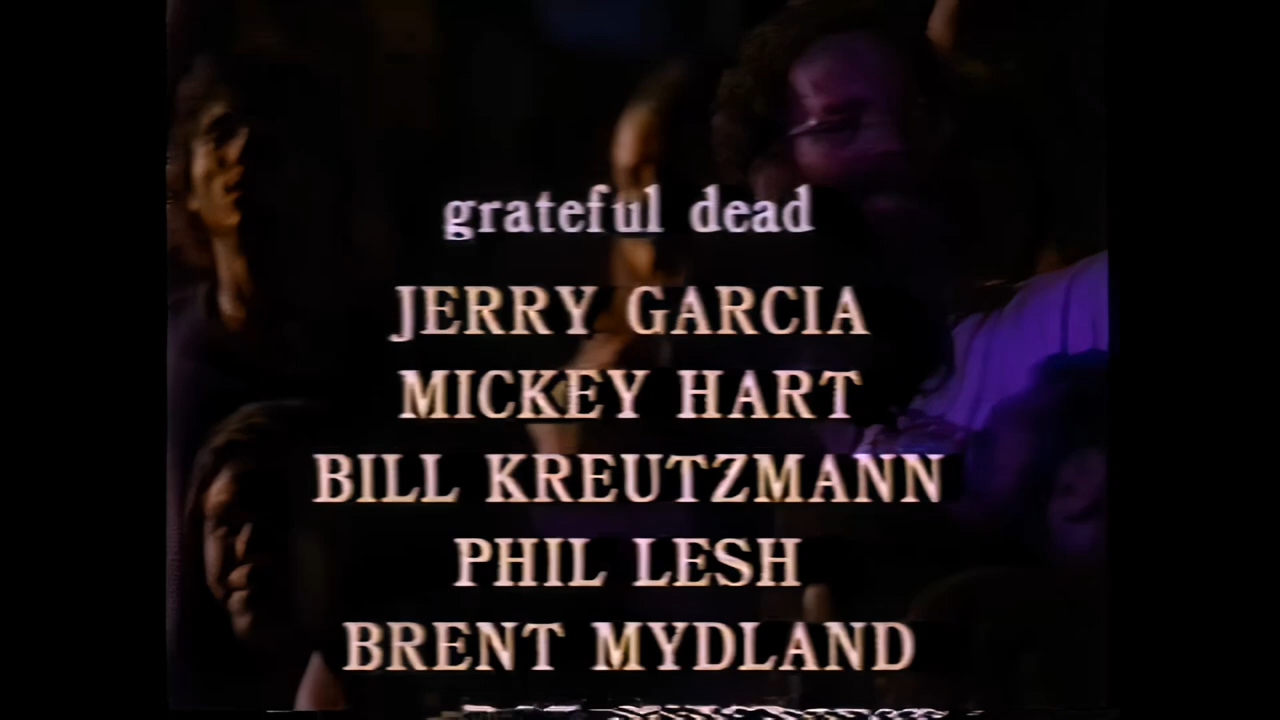 grateful dead
JERRY GARCIA
MICKEY HART
BILL KREUTZMANN
PHIL LESH
BRENT MYDLAND